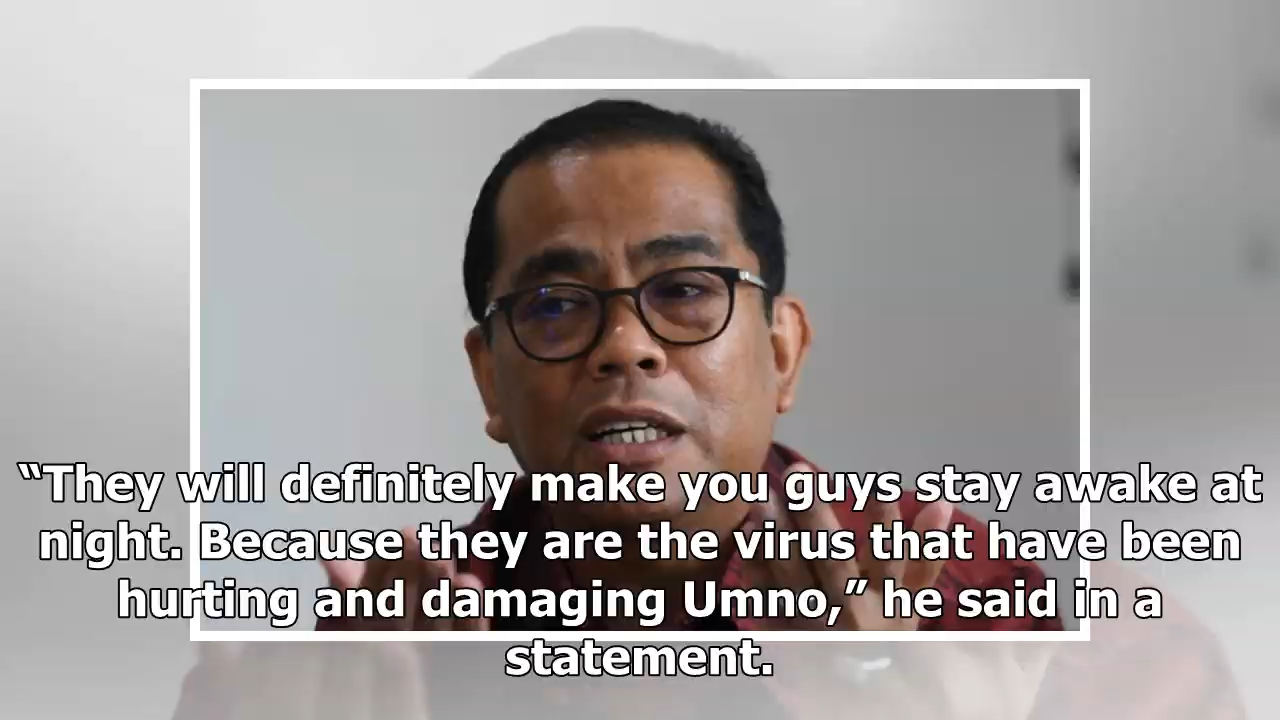 “They will definitely make you guys stay awake at
night. Because they are the virus that have been
hurting and damaging Umno,” he said in a
statement.